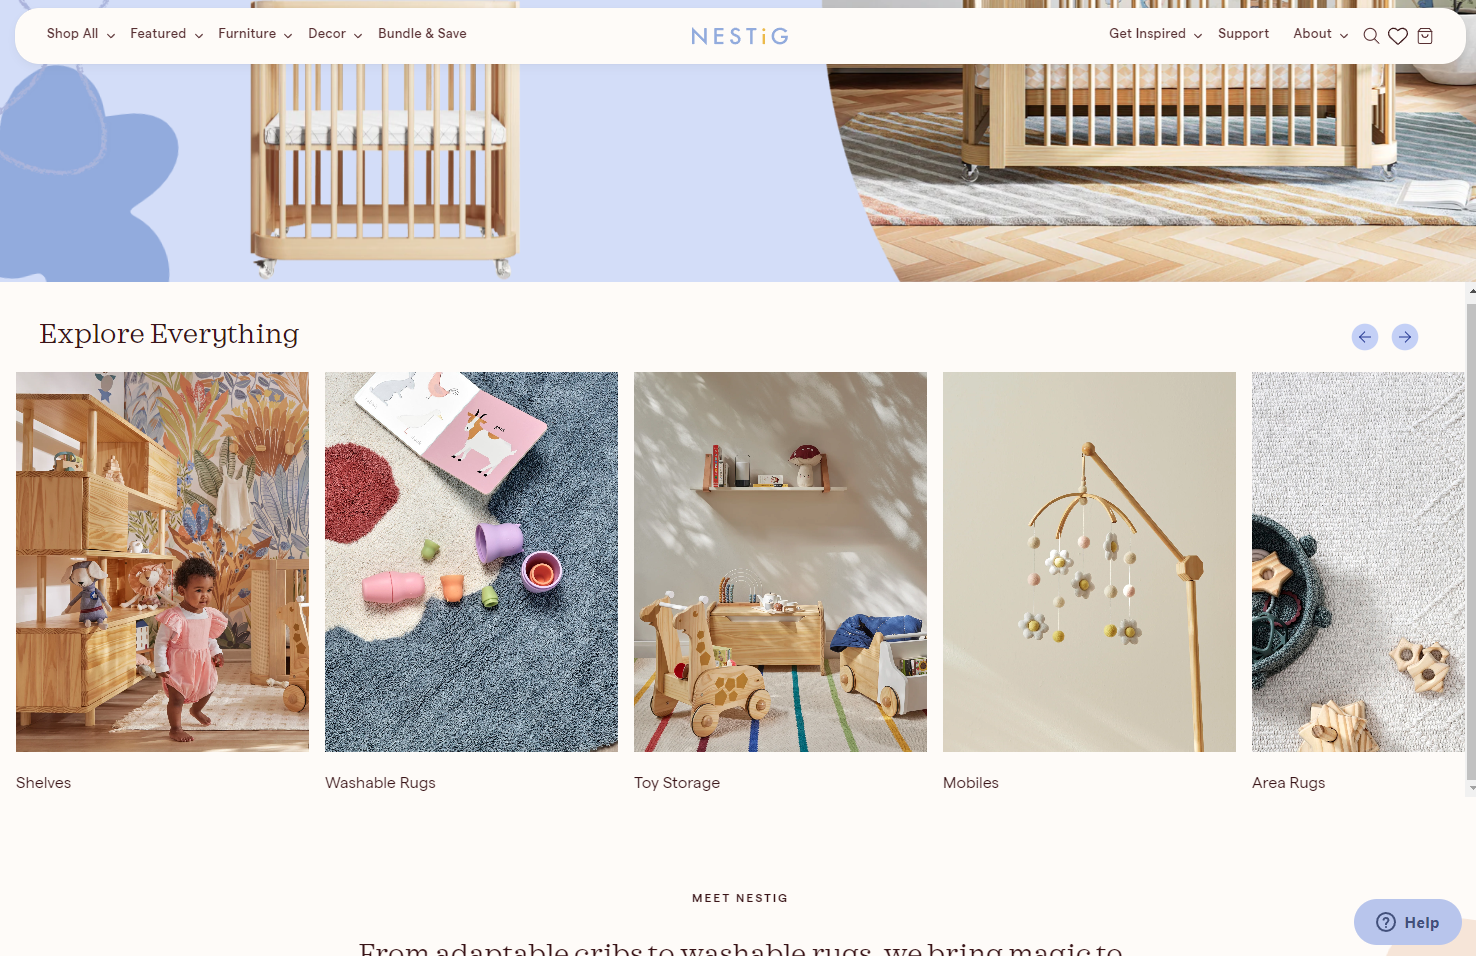 Shop All
Featured
Furniture
Decor
Bundle & Save
NESTiG
Get Inspired
Support
About
Explore Everything
Shelves
Washable Rugs
Toy Storage
Mobiles
Area Rugs
MEET NESTIG
From adaptable cribs to washable rugs, we bring magic to
Help